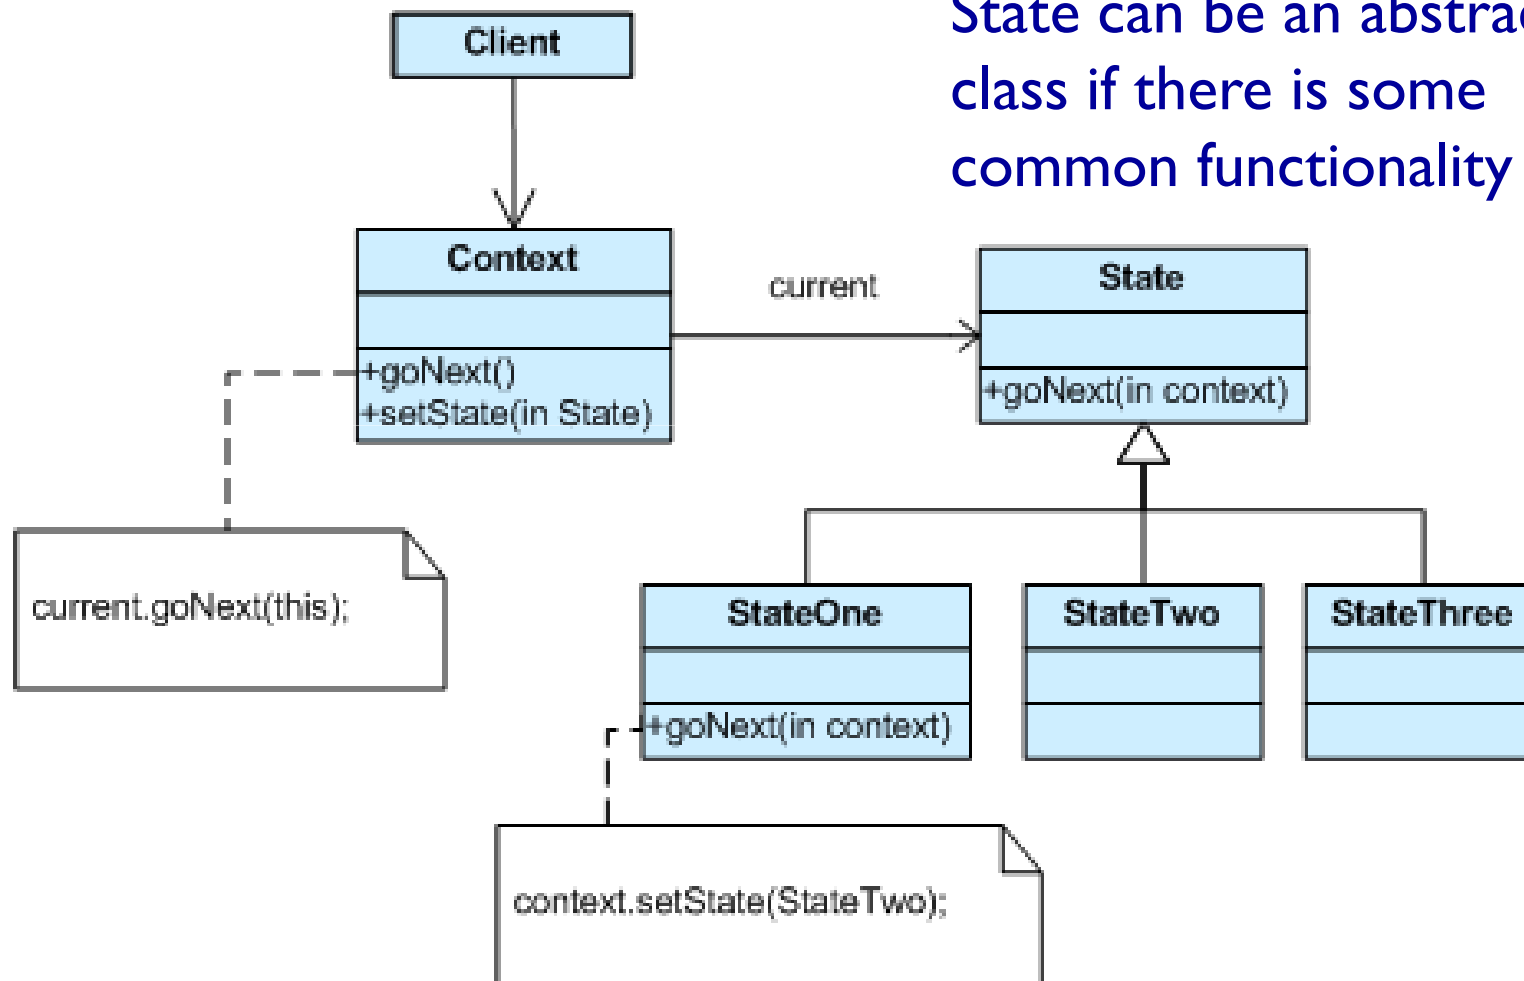 State can be an abstrac
class if there is some
common functionality
Client
Context
+goNext()
+setState(in State)
current
State
+goNext(in context)
current.goNext(this);
StateOne
+goNext(in context)
StateTwo
StateThree
context.setState(StateTwo);